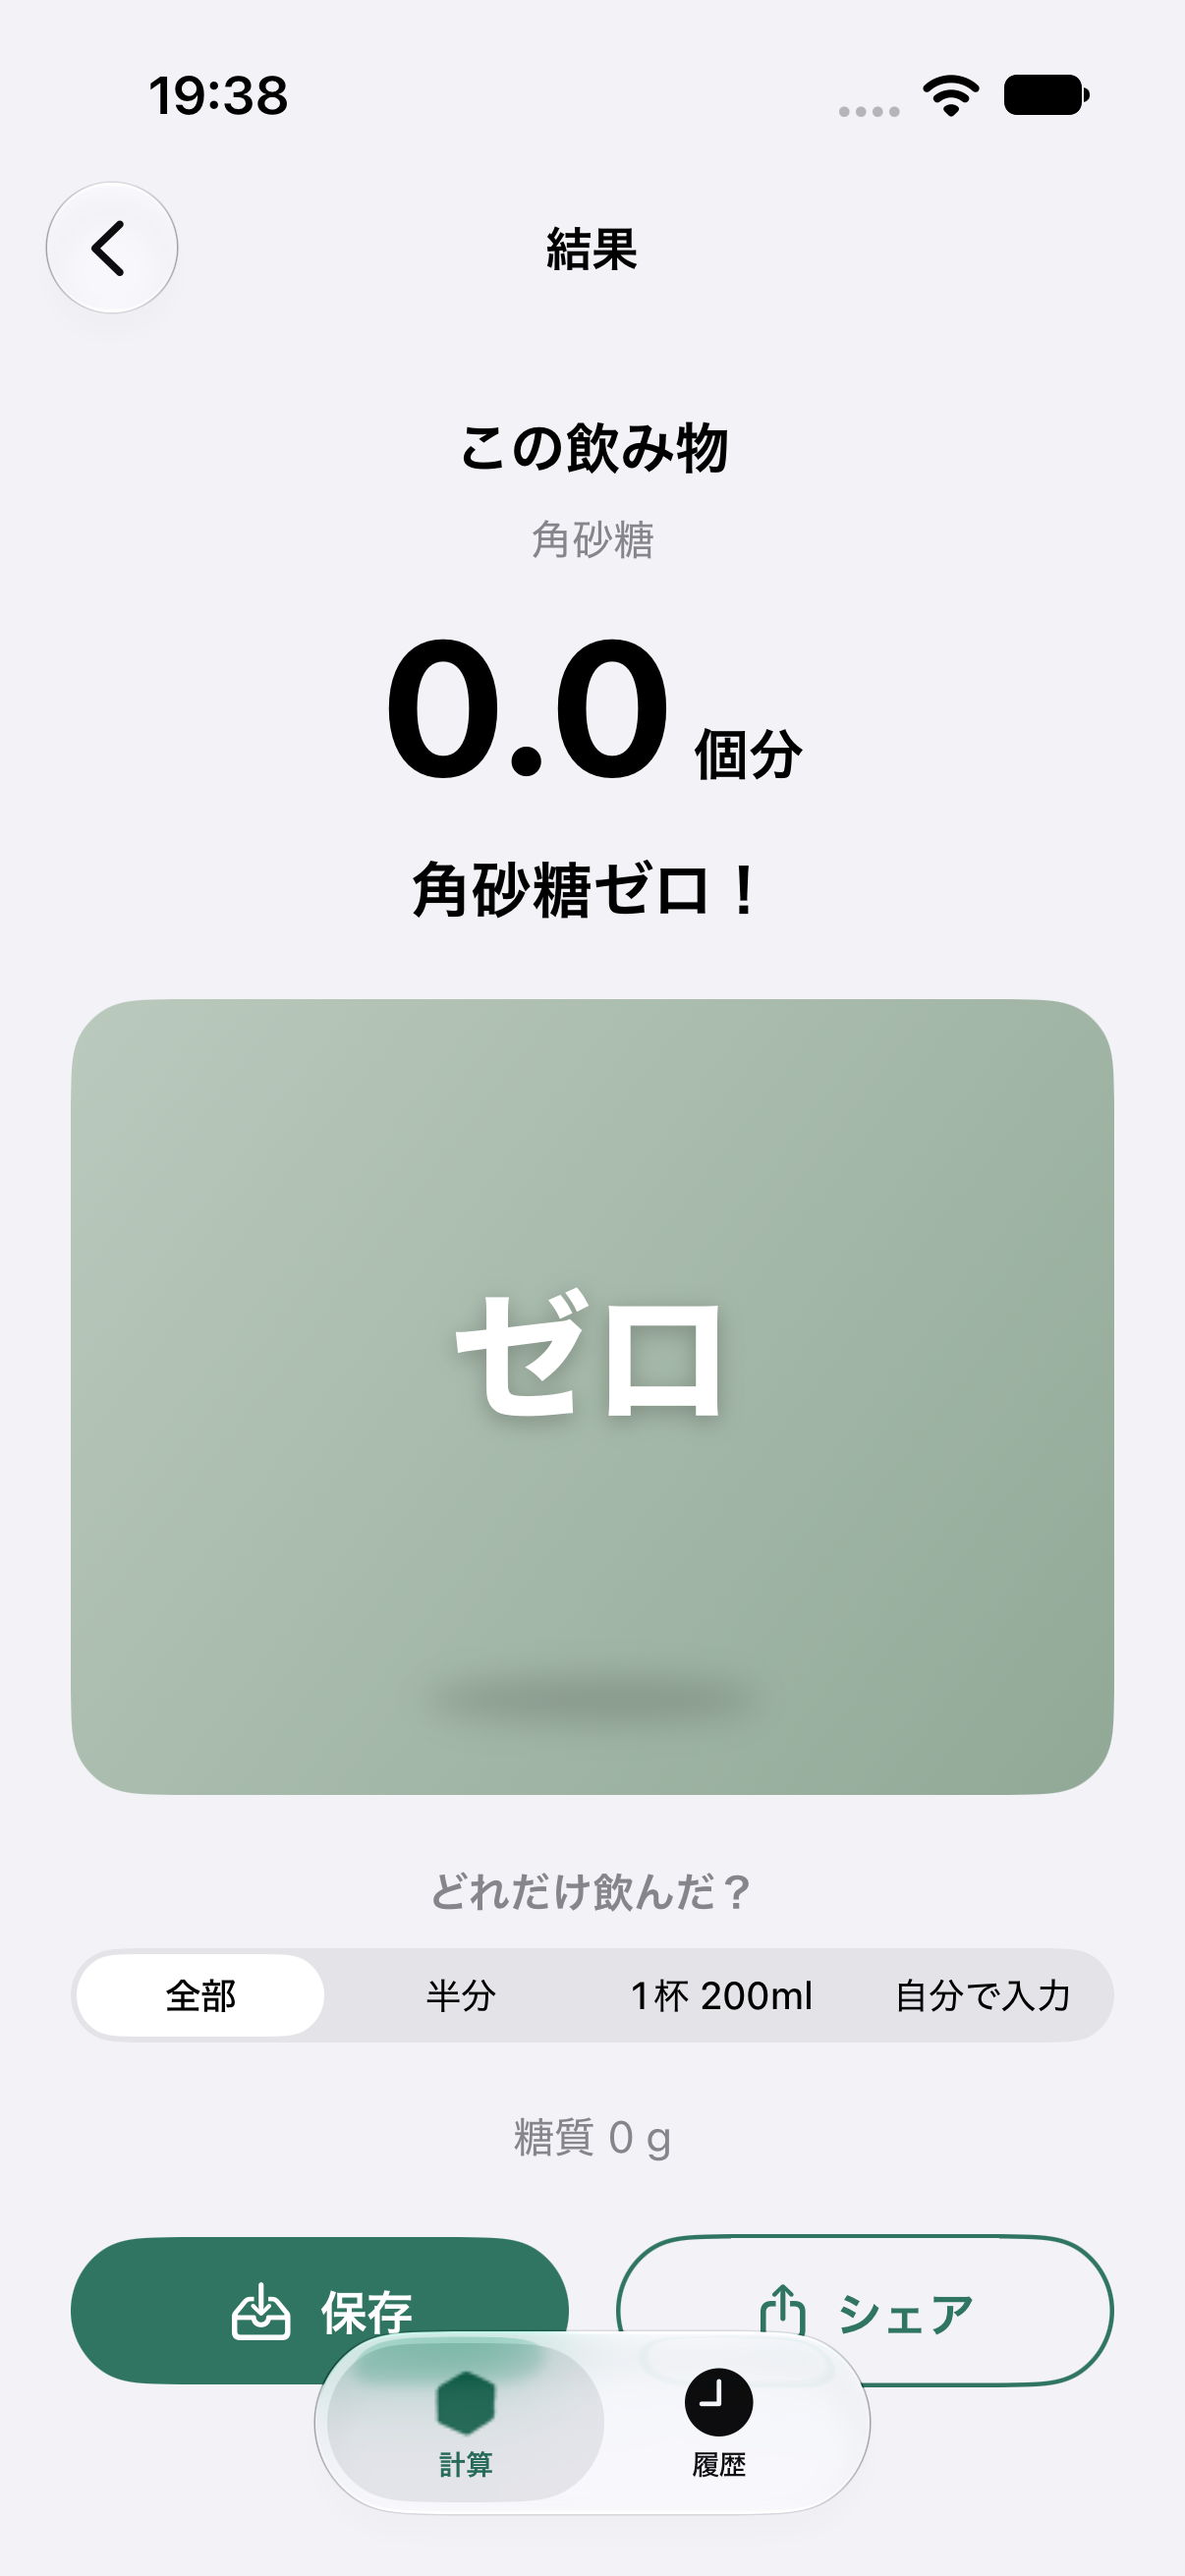 19:38
結果
この飲み物
角砂糖
0.0 個分
角砂糖ゼロ！
ゼロ
どれだけ飲んだ？
全部 半分 1杯 200ml 自分で入力
糖質 0 g
保存 シェア
計算 履歴